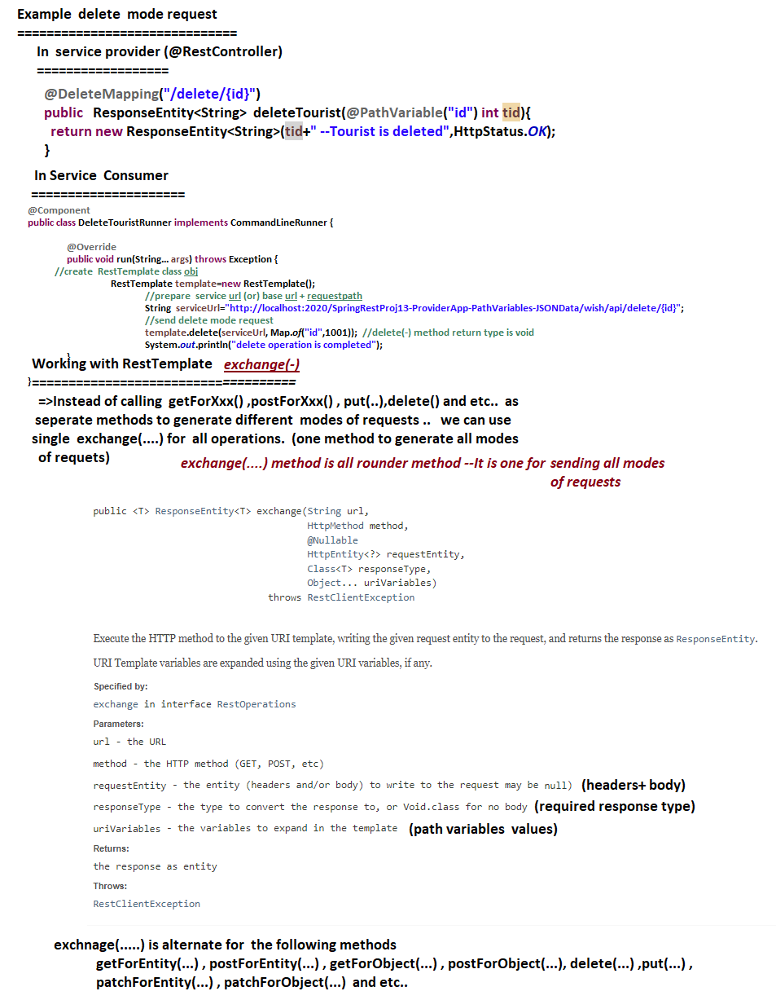 Example delete mode request
==============================
In service provider (@RestController)
==================
@DeleteMapping("/delete/{id}")
public ResponseEntity<String> deleteTourist(@PathVariable("id") int tid){
return new ResponseEntity<String>(tid+" --Tourist is deleted",HttpStatus.OK);
}
In Service Consumer
=====================
@Component
public class DeleteTouristRunner implements CommandLineRunner {
@Override
public void run(String... args) throws Exception {
//create RestTemplate class obj
RestTemplate template=new RestTemplate();
//prepare service url (or) base url + requestpath
String serviceUrl="http://localhost:2020/SpringRestProj13-ProviderApp-PathVariables-JSONData/wish/api/delete/{id}";
//send delete mode request
template.delete(serviceUrl, Map.of("id",1001)); //delete(-) method return type is void
System.out.println("delete operation is completed");
}
Working with RestTemplate exchange(-)
}====================================
=>Instead of calling getForXxx() ,postForXxx() , put(..),delete() and etc.. as
seperate methods to generate different modes of requests .. we can use
single exchange(....) for all operations. (one method to generate all modes
of requets)
exchange(....) method is all rounder method --It is one for sending all modes
of requests
public <T> ResponseEntity<T> exchange(String url,
HttpMethod method,
@Nullable
HttpEntity<?> requestEntity,
Class<T> responseType,
Object... uriVariables)
throws RestClientException
Execute the HTTP method to the given URI template, writing the given request entity to the request, and returns the response as ResponseEntity.
URI Template variables are expanded using the given URI variables, if any.
Specified by:
exchange in interface RestOperations
Parameters:
url - the URL
method - the HTTP method (GET, POST, etc)
requestEntity - the entity (headers and/or body) to write to the request may be null) (headers+ body)
responseType - the type to convert the response to, or Void.class for no body (required response type)
uriVariables - the variables to expand in the template (path variables values)
Returns:
the response as entity
Throws:
RestClientException
exchnage(.....) is alternate for the following methods
getForEntity(...) , postForEntity(...) , getForObject(...) , postForObject(...), delete(...) ,put(...) ,
patchForEntity(...) , patchForObject(...) and etc..